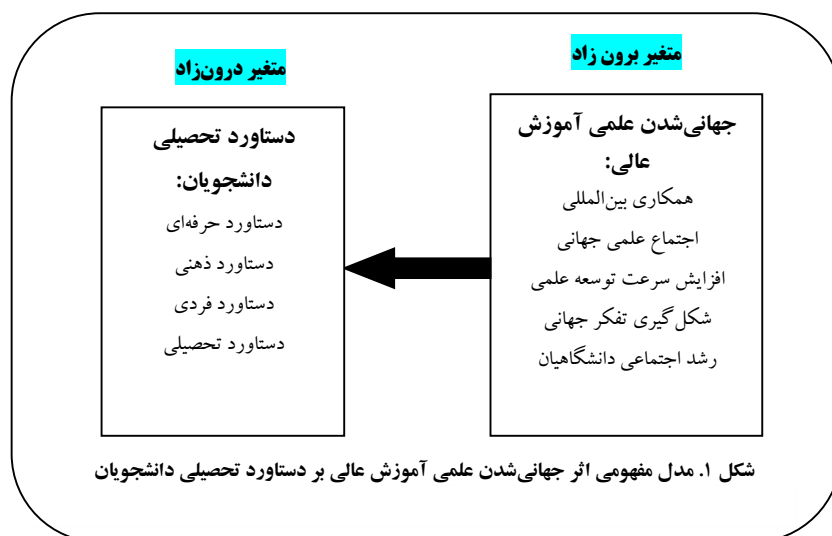 متغیر برون زاد
جهانی‌شدن علمی آموزش
عالی:
همکاری بین‌المللی
اجتماع علمی جهانی
افزایش سرعت توسعه علمی
شکل‌گیری تفکر جهانی
رشد اجتماعی دانشگاهیان
متغیر درون‌زاد
دستاورد تحصیلی
دانشجویان:
دستاورد حرفه‌ای
دستاورد ذهنی
دستاورد فردی
دستاورد تحصیلی
شکل ۱. مدل مفهومی اثر جهانی‌شدن علمی آموزش عالی بر دستاورد تحصیلی دانشجویان